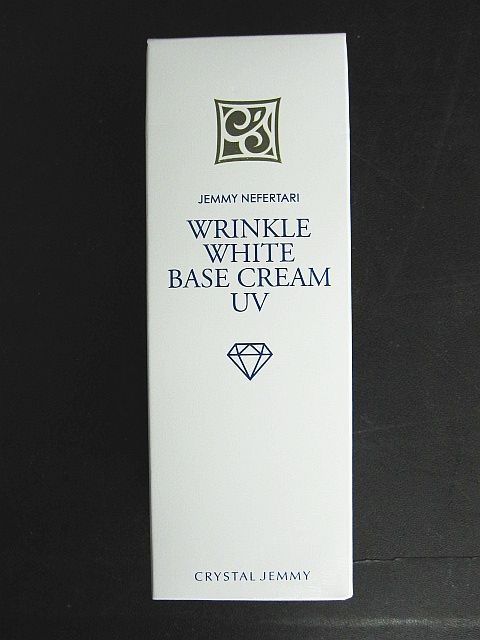 JEMMY NEFERTARI
WRINKLE
WHITE
BASE CREAM
UV
CRYSTAL JEMMY